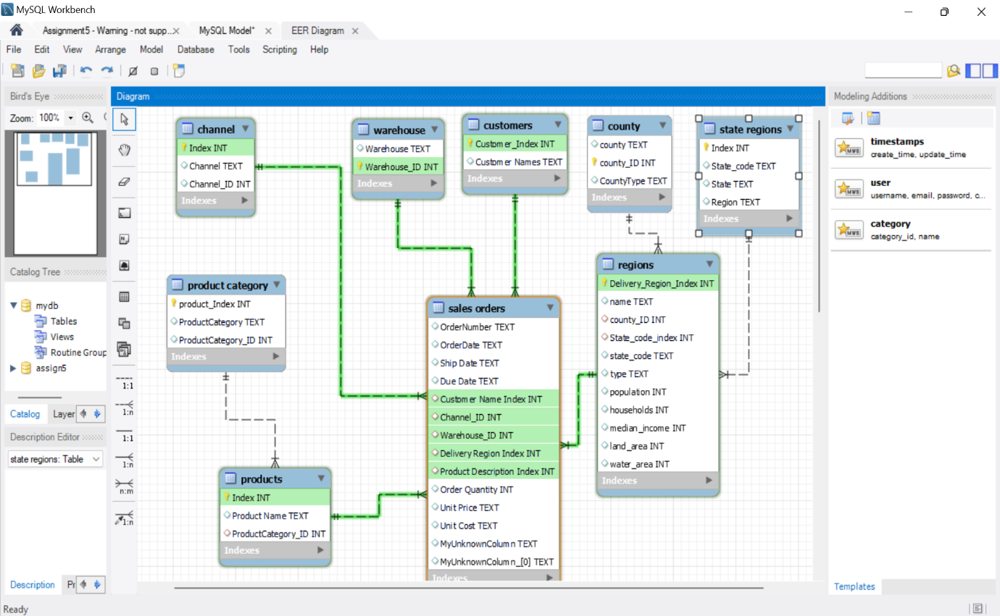 MySQL Workbench
Assignment5 - Warning - not supp...
MySQL Model*
EER Diagram
File Edit View Arrange Model Database Tools Scripting Help
Bird's Eye
Zoom: 100%
Diagram
channel
Index INT
Channel TEXT
Channel_ID INT
Indexes
warehouse
Warehouse TEXT
Warehouse_ID INT
Indexes
customers
Customer_Index INT
Customer Names TEXT
Indexes
county
county TEXT
county_ID INT
CountyType TEXT
Indexes
state regions
Index INT
State_code TEXT
State TEXT
Region TEXT
Indexes
product category
product_Index INT
ProductCategory TEXT
ProductCategory_ID INT
Indexes
products
Index INT
Product Name TEXT
ProductCategory_ID INT
Indexes
sales orders
OrderNumber TEXT
OrderDate TEXT
Ship Date TEXT
Due Date TEXT
Customer Name Index INT
Channel_ID INT
Warehouse_ID INT
Delivery Region Index INT
Product Description Index INT
Order Quantity INT
Unit Price TEXT
Unit Cost TEXT
MyUnknownColumn TEXT
MyUnknownColumn_[0] TEXT
Indexes
regions
Delivery_Region_Index INT
name TEXT
county_ID INT
State_code_index INT
state_code TEXT
type TEXT
population INT
households INT
median_income INT
land_area INT
water_area INT
Indexes
Catalog Tree
mydb
Tables
Views
Routine Group
assign5
Catalog Layer
Description Editor
state regions: Table
Description Pr
1:1
1:n
1:1
1:n
n:m
1:n
Modeling Additions
MWB
timestamps
create_time, update_time
MWB
user
username, email, password, c...
MWB
category
category_id, name
Templates
Ready